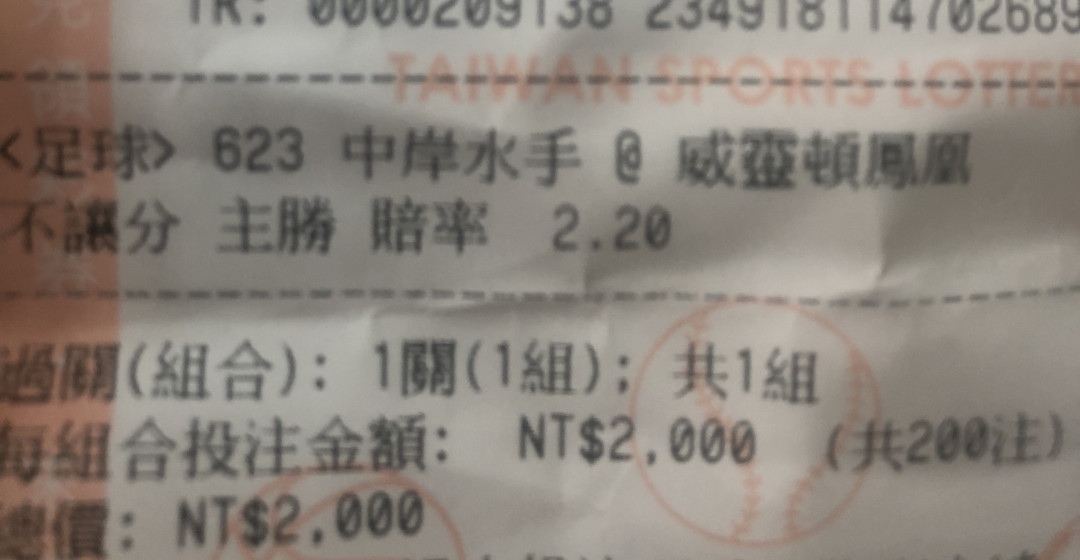 TR: 0000209138 234918114702689
TAIWAN SPORTS LOTTER
<足球> 623 中岸水手 @ 威靈頓鳳凰
不讓分 主勝 賠率 2.20
過關(組合): 1關(1組); 共1組
每組合投注金額: NT$2,000 (共200注)
總價: NT$2,000